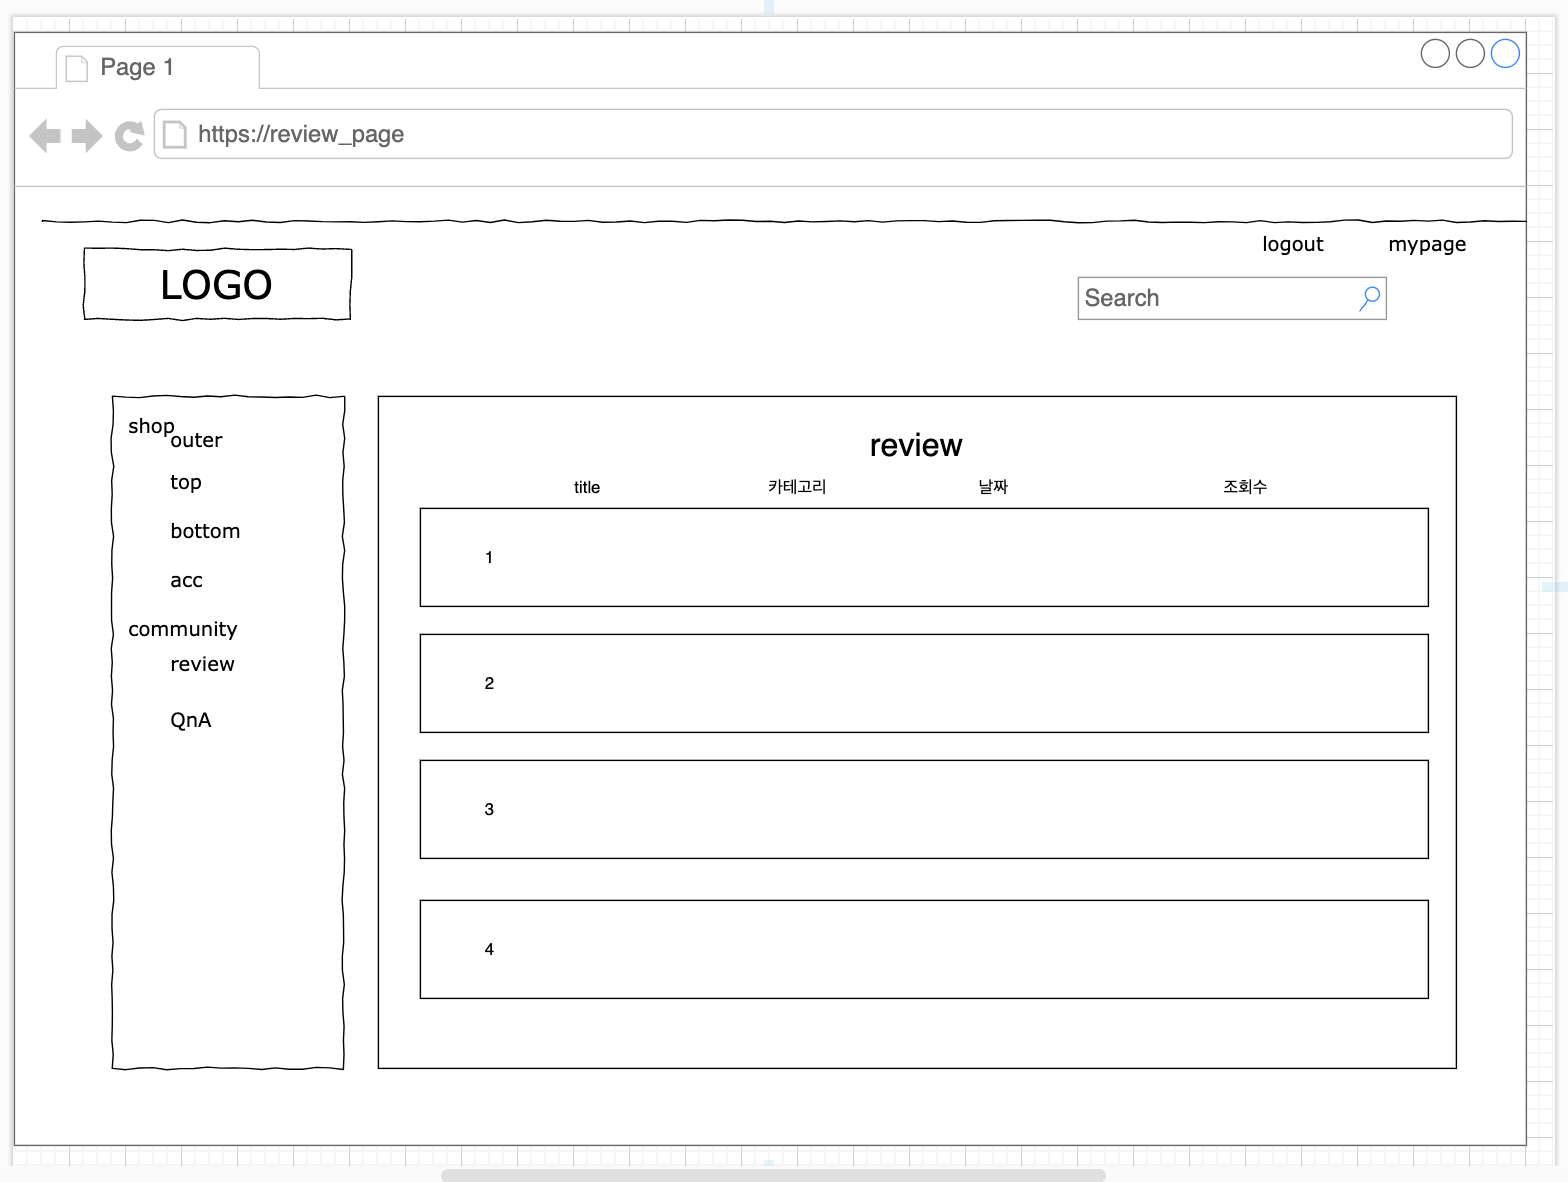 Page 1
https://review_page
logout mypage
LOGO
Search
shop
outer
top
bottom
acc
community
review
QnA
review
title 카테고리 날짜 조회수
1
2
3
4